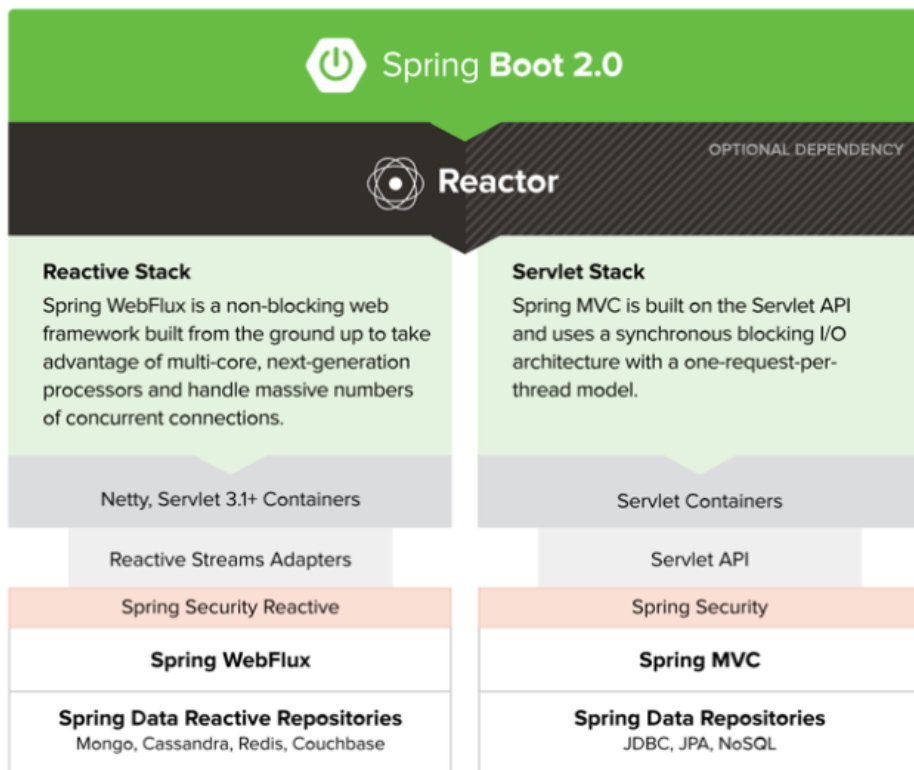 Spring Boot 2.0
OPTIONAL DEPENDENCY
Reactor
Reactive Stack
Spring WebFlux is a non-blocking web
framework built from the ground up to take
advantage of multi-core, next-generation
processors and handle massive numbers
of concurrent connections.
Servlet Stack
Spring MVC is built on the Servlet API
and uses a synchronous blocking I/O
architecture with a one-request-per-
thread model.
Netty, Servlet 3.1+ Containers
Servlet Containers
Reactive Streams Adapters
Servlet API
Spring Security Reactive
Spring Security
Spring WebFlux
Spring MVC
Spring Data Reactive Repositories
Mongo, Cassandra, Redis, Couchbase
Spring Data Repositories
JDBC, JPA, NoSQL